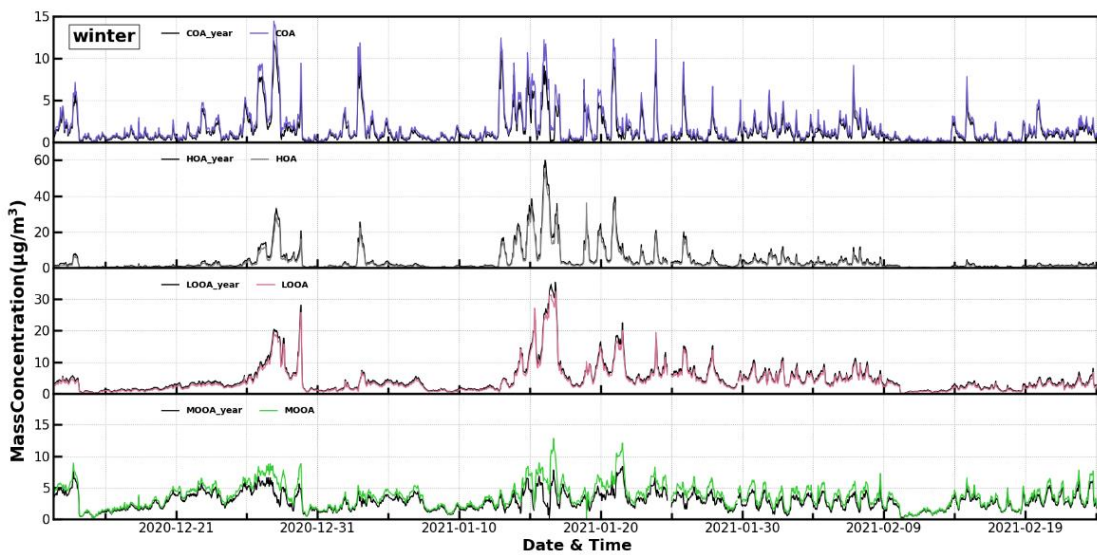 winter
COA_year COA
15
10
5
0
HOA_year HOA
60
40
20
0
LOOA_year LOOA
30
20
10
0
MOOA_year MOOA
15
10
5
0
MassConcentration(μg/m³)
2020-12-21 2020-12-31 2021-01-10 2021-01-20 2021-01-30 2021-02-09 2021-02-19
Date & Time